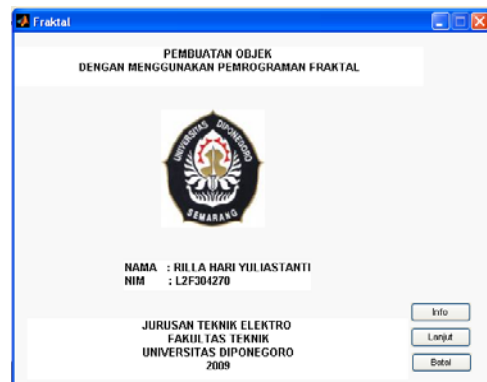 Fraktal
PEMBUATAN OBJEK
DENGAN MENGGUNAKAN PEMROGRAMAN FRAKTAL
UNIVERSITAS DIPONEGORO
SEMARANG
NAMA : RILLA HARI YULIASTANTI
NIM : L2F304270
Info
JURUSAN TEKNIK ELEKTRO
Lanjut
FAKULTAS TEKNIK
UNIVERSITAS DIPONEGORO
Batal
2009